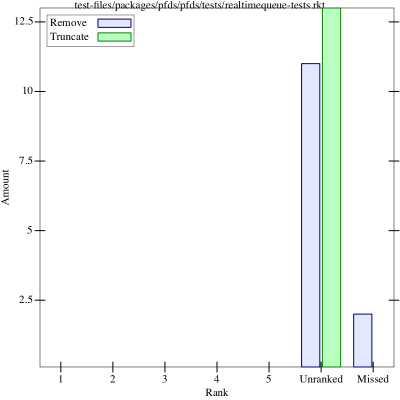 test-files/packages/pfds/pfds/tests/realtimequeue-tests.rkt
12.5
10
7.5
5
2.5
Amount
Remove
Truncate
1 2 3 4 5 Unranked Missed
Rank